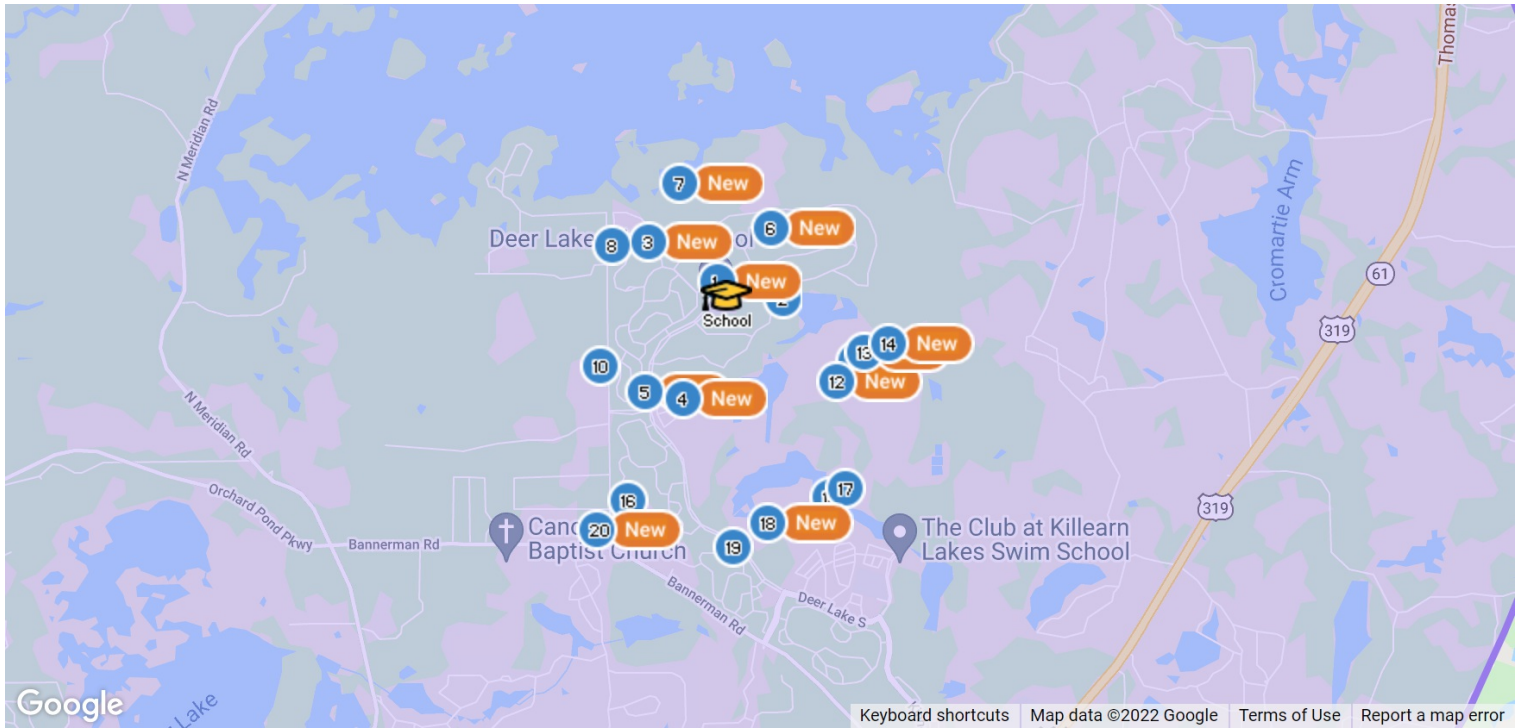 Thomas
N Meridian Rd
7 New
6 New
Deer Lake
8
3 New
ol
Cromartie Arm
61
1 New
2
School
319
14 New
13
12 New
10
5
4 New
N Meridian Rd
Orchard Pond Pkwy
16
17
319
20 New
18 New
19
Bannerman Rd
Baptist Church
The Club at Killearn
Lakes Swim School
Bannerman Rd
Deer Lake S
Lake
Google
Keyboard shortcuts
Map data ©2022 Google
Terms of Use
Report a map error